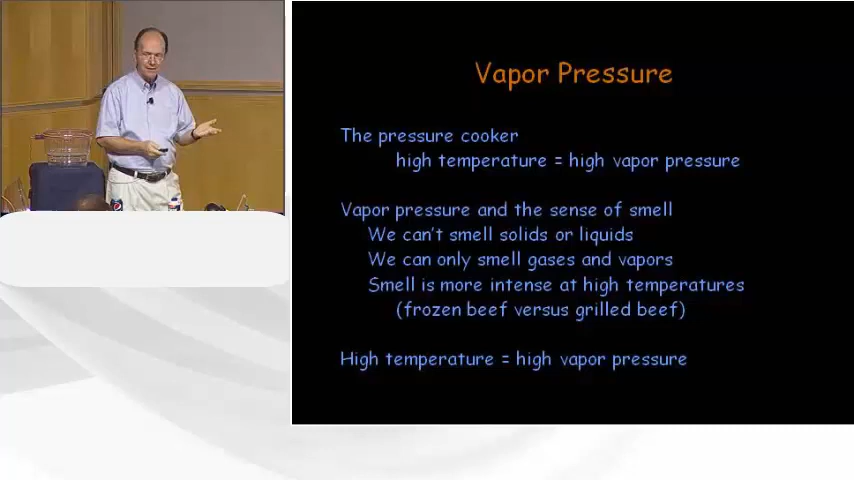 Vapor Pressure
The pressure cooker
high temperature = high vapor pressure
Vapor pressure and the sense of smell
We can't smell solids or liquids
We can only smell gases and vapors
Smell is more intense at high temperatures
(frozen beef versus grilled beef)
High temperature = high vapor pressure